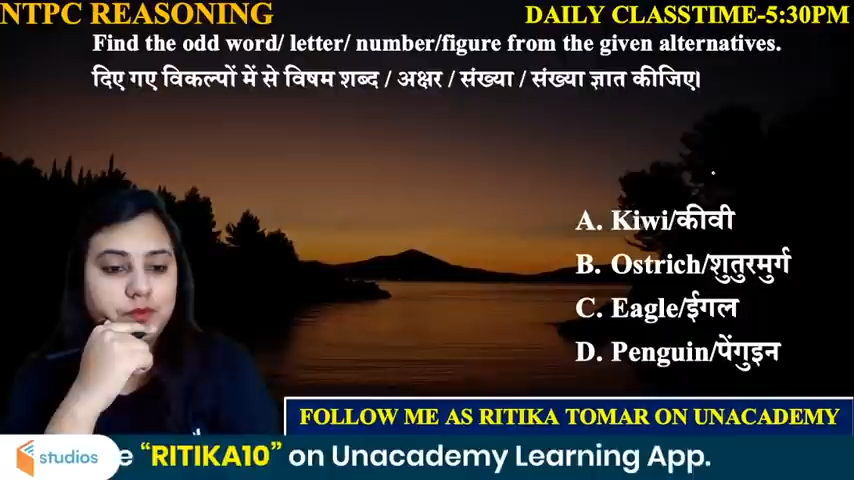 NTPC REASONING
DAILY CLASSTIME-5:30PM
Find the odd word/ letter/ number/figure from the given alternatives.
दिए गए विकल्पों में से विषम शब्द / अक्षर / संख्या / संख्या ज्ञात कीजिए।
A. Kiwi/कीवी
B. Ostrich/शुतुरमुर्ग
C. Eagle/ईगल
D. Penguin/पेंगुइन
FOLLOW ME AS RITIKA TOMAR ON UNACADEMY
studios
e “RITIKA10” on Unacademy Learning App.